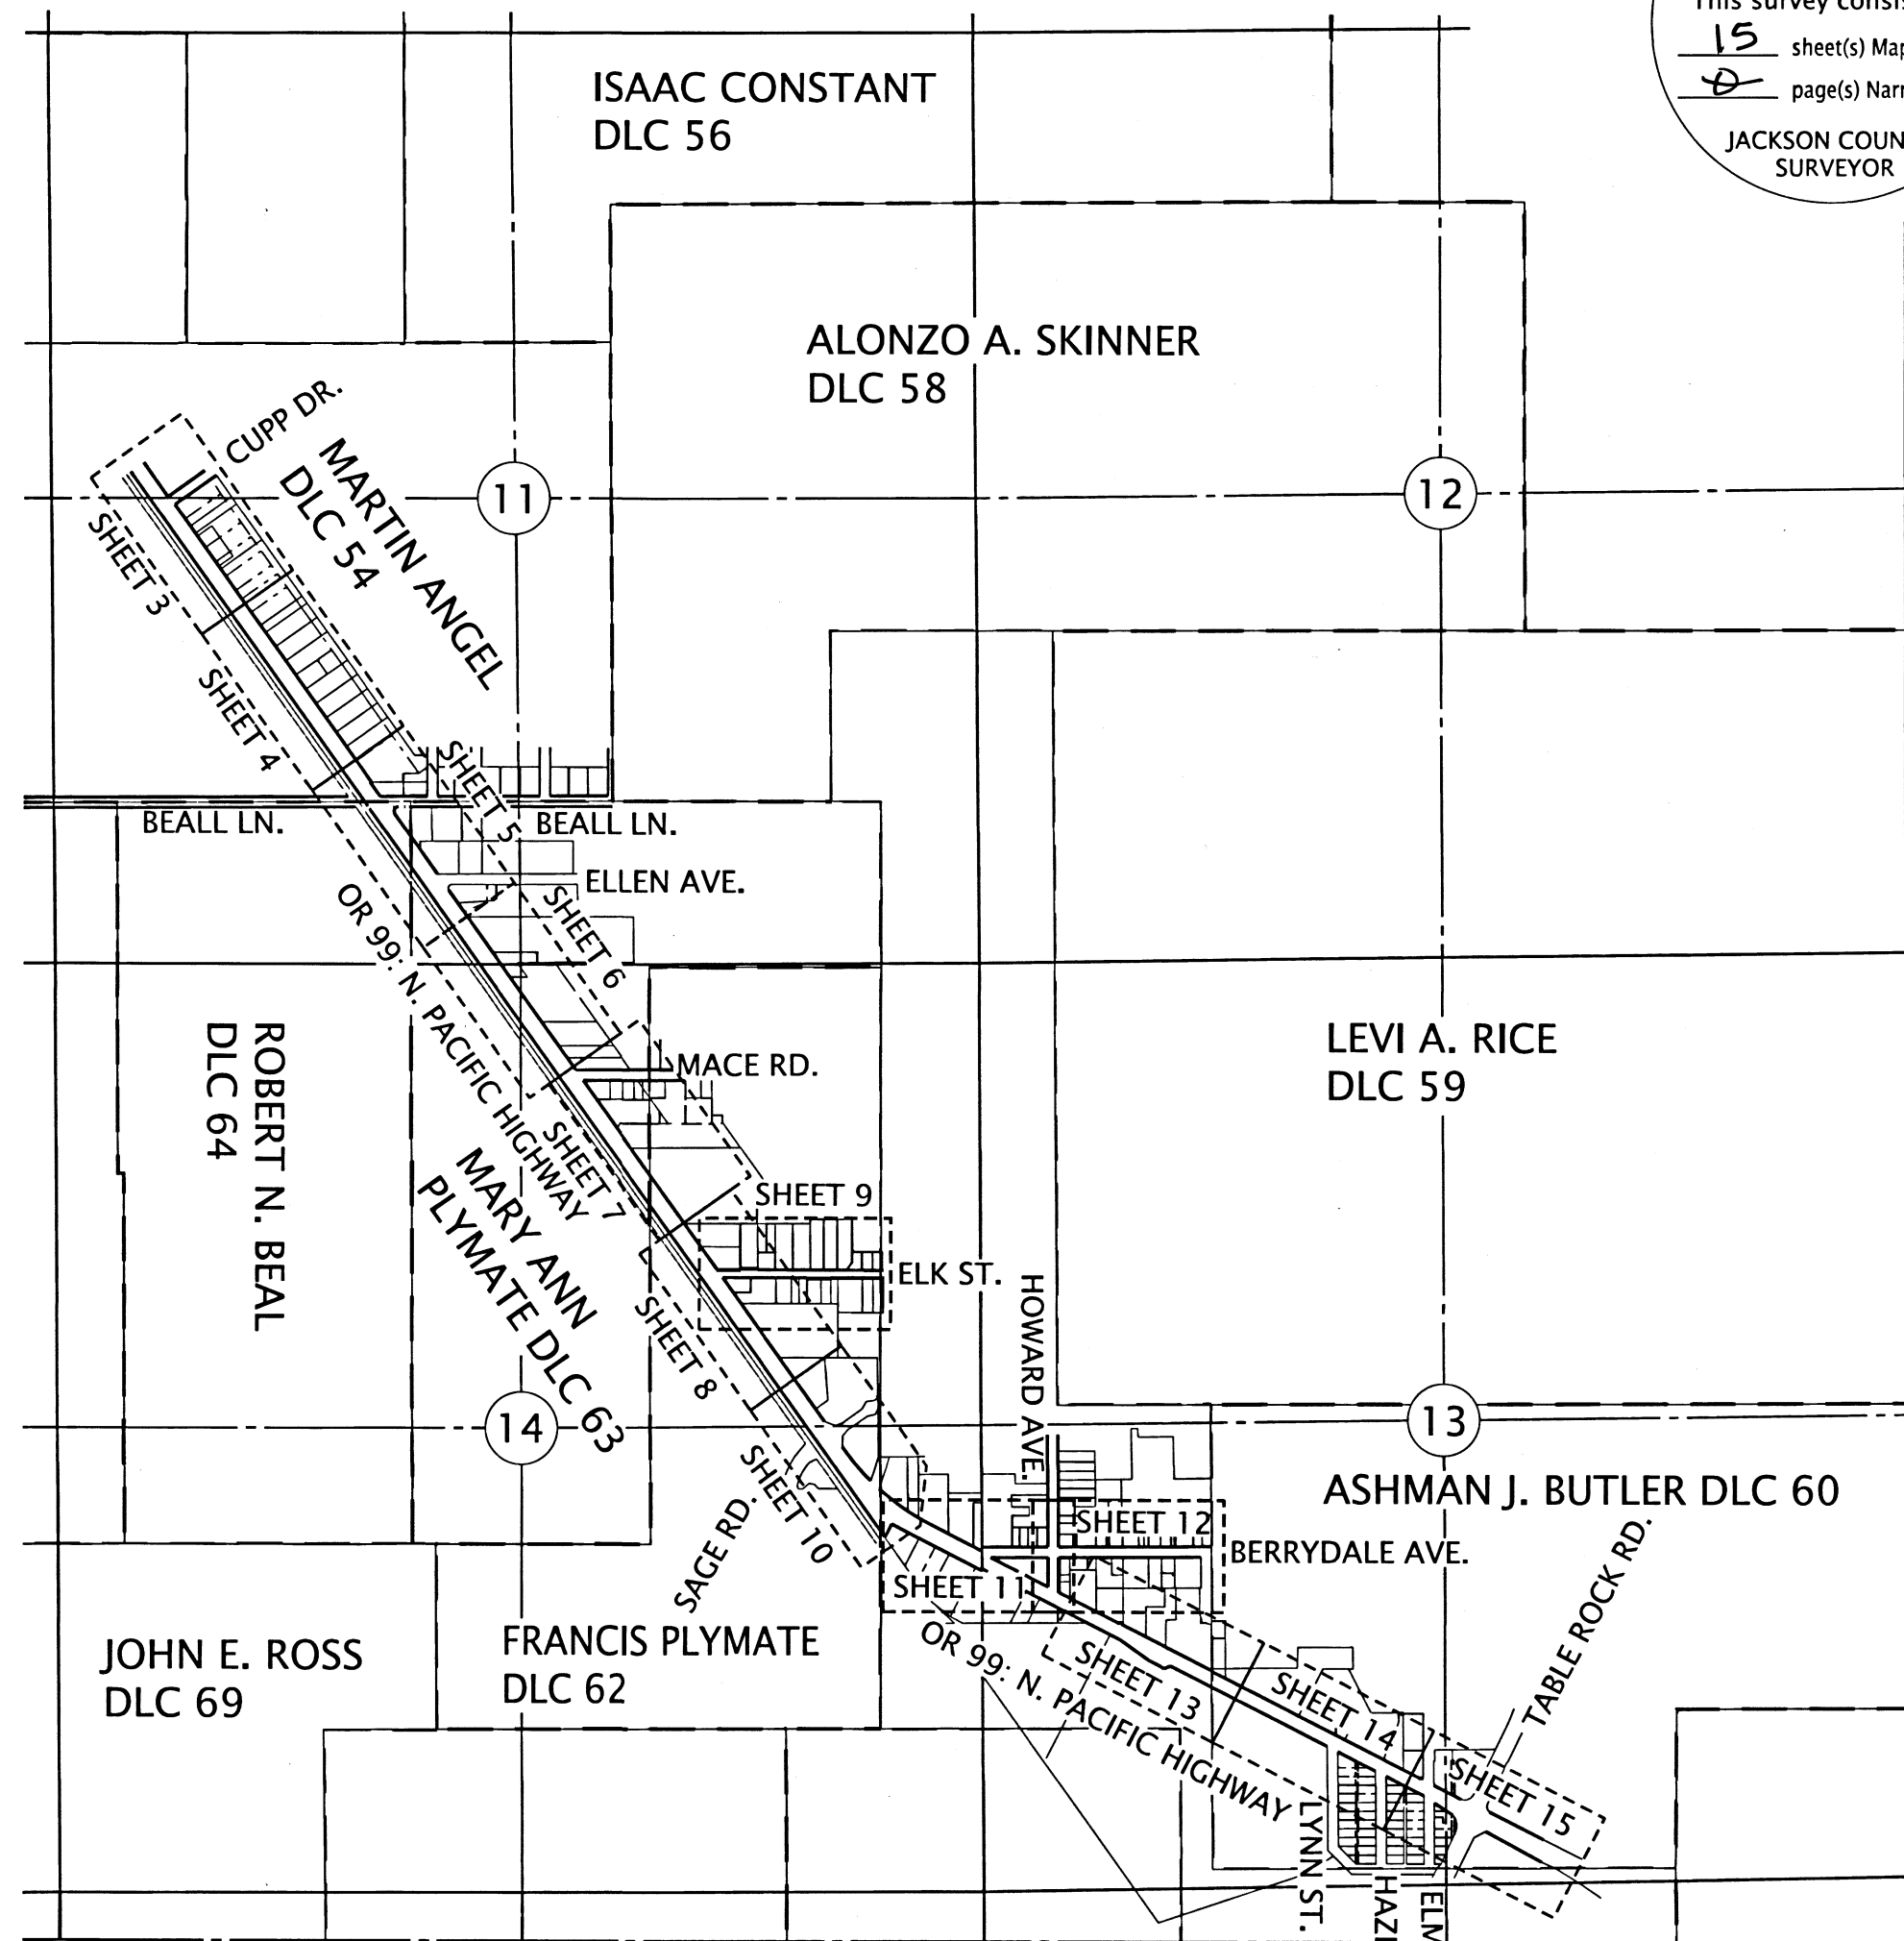 This survey consis
15 sheet(s) Map
0 page(s) Narr
JACKSON COUN
SURVEYOR
ISAAC CONSTANT
DLC 56
ALONZO A. SKINNER
DLC 58
CUPP DR.
MARTIN ANGEL
DLC 54
11
12
SHEET 3
SHEET 4
SHEET 5
BEALL LN.
BEALL LN.
ELLEN AVE.
SHEET 6
OR 99: N. PACIFIC HIGHWAY
ROBERT N. BEAL
DLC 64
MACE RD.
LEVI A. RICE
DLC 59
SHEET 7
MARY ANN
PLYMATE DLC 63
SHEET 9
ELK ST.
SHEET 8
HOWARD AVE.
14
13
SHEET 10
SAGE RD.
ASHMAN J. BUTLER DLC 60
SHEET 12
BERRYDALE AVE.
SHEET 11
TABLE ROCK RD.
JOHN E. ROSS
DLC 69
FRANCIS PLYMATE
DLC 62
OR 99: N. PACIFIC HIGHWAY
SHEET 13
SHEET 14
SHEET 15
LYNN ST.
HAZE
ELM